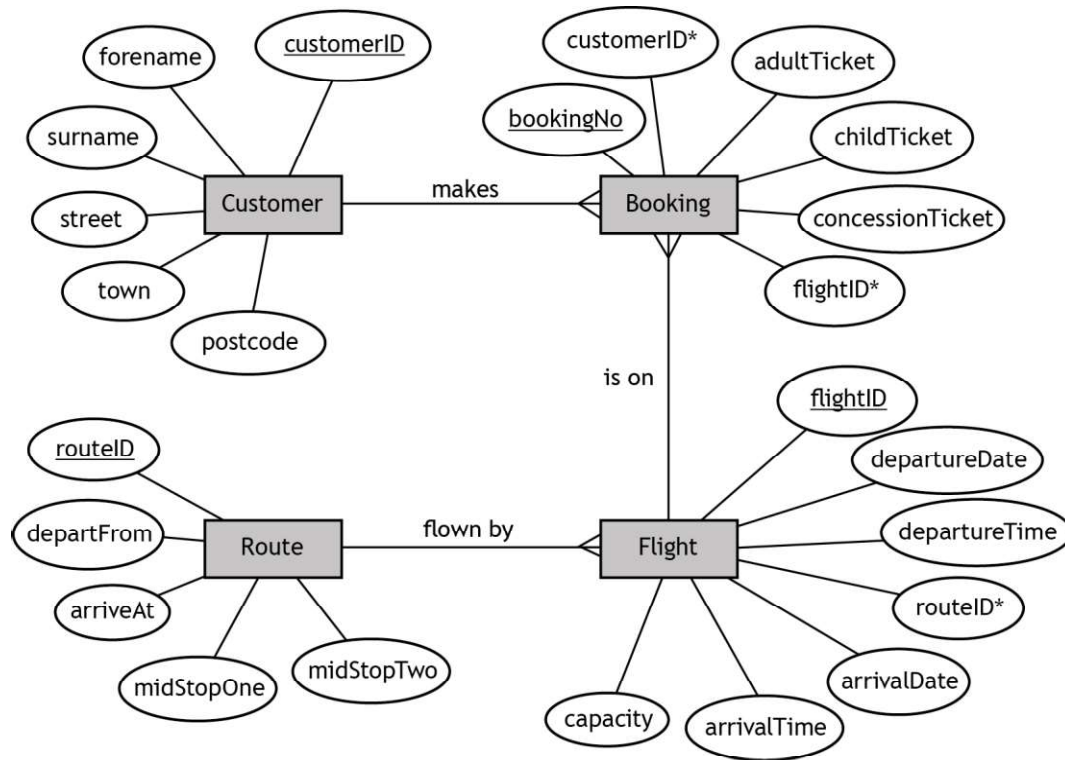 forename
customerID
surname
street
town
postcode
Customer
makes
customerID*
bookingNo
adultTicket
childTicket
concessionTicket
flightID*
Booking
is on
routeID
departFrom
arriveAt
midStopOne
midStopTwo
Route
flown by
flightID
departureDate
departureTime
routeID*
arrivalDate
arrivalTime
capacity
Flight